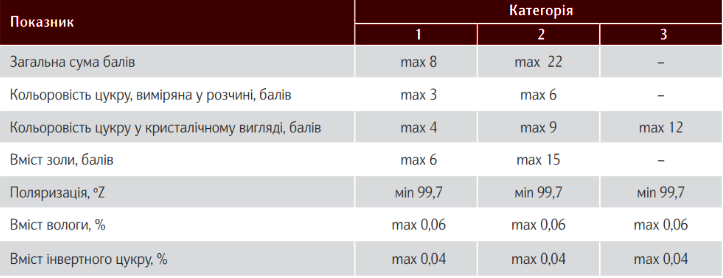 Показник Категорія
1 2 3
Загальна сума балів max 8 max 22 –
Кольоровість цукру, виміряна у розчині, балів max 3 max 6 –
Кольоровість цукру у кристалічному вигляді, балів max 4 max 9 max 12
Вміст золи, балів max 6 max 15 –
Поляризація, ºZ міn 99,7 міn 99,7 міn 99,7
Вміст вологи, % max 0,06 max 0,06 max 0,06
Вміст інвертного цукру, % max 0,04 max 0,04 max 0,04